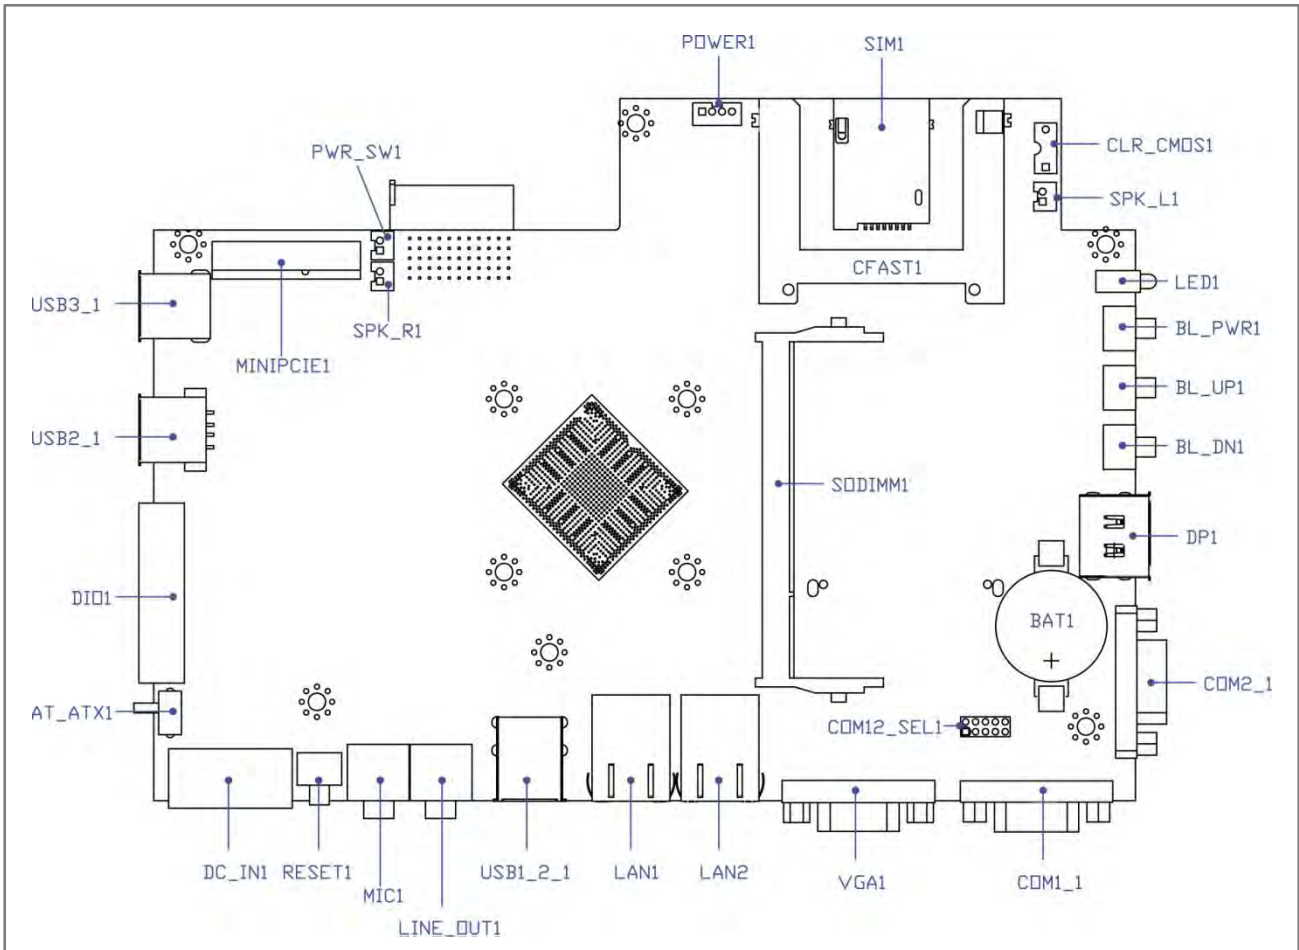 POWER1
SIM1
CLR_CMOS1
PWR_SW1
SPK_L1
CFAST1
LED1
USB3_1
SPK_R1
BL_PWR1
MINIPCIE1
BL_UP1
USB2_1
BL_DN1
SODIMM1
DP1
DIO1
BAT1
COM2_1
AT_ATX1
COM12_SEL1
DC_IN1
RESET1
MIC1
LINE_OUT1
USB1_2_1
LAN1
LAN2
VGA1
COM1_1